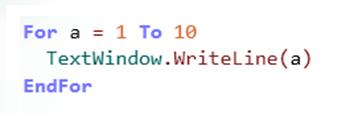 For a = 1 To 10
  TextWindow.WriteLine(a)
EndFor